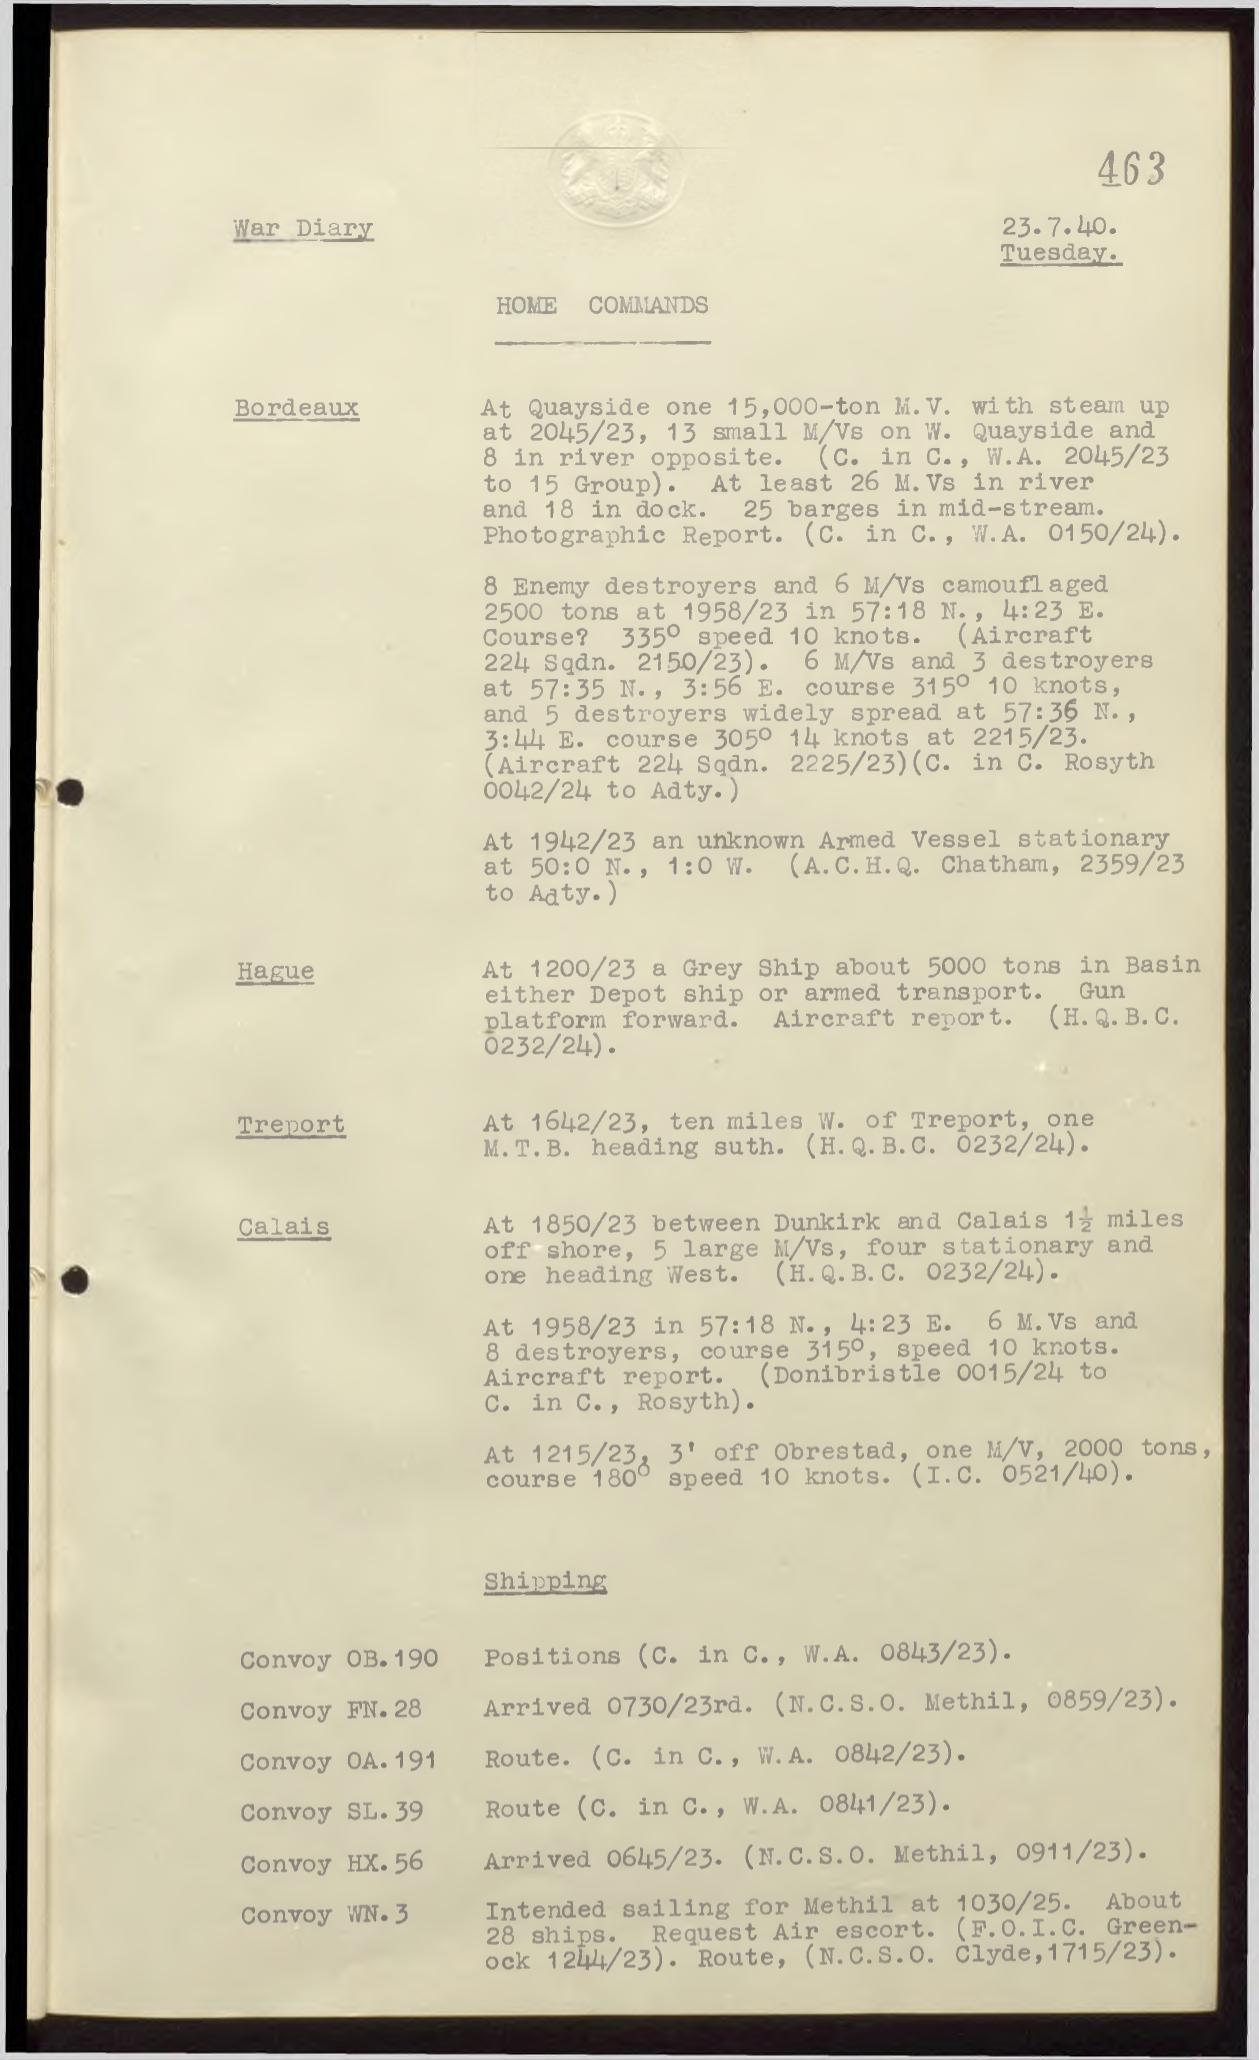 463
War Diary
23.7.40.
Tuesday.
HOME COMMANDS
Bordeaux
At Quayside one 15,000-ton M.V. with steam up
at 2045/23, 13 small M/Vs on W. Quayside and
8 in river opposite. (C. in C., W.A. 2045/23
to 15 Group). At least 26 M.Vs in river
and 18 in dock. 25 barges in mid-stream.
Photographic Report. (C. in C., W.A. 0150/24).
8 Enemy destroyers and 6 M/Vs camouflaged
2500 tons at 1958/23 in 57:18 N., 4:23 E.
Course? 335° speed 10 knots. (Aircraft
224 Sqdn. 2150/23). 6 M/Vs and 3 destroyers
at 57:35 N., 3:56 E. course 315° 10 knots,
and 5 destroyers widely spread at 57:36 N.,
3:44 E. course 305° 14 knots at 2215/23.
(Aircraft 224 Sqdn. 2225/23)(C. in C. Rosyth
0042/24 to Adty.)
At 1942/23 an unknown Armed Vessel stationary
at 50:0 N., 1:0 W. (A.C.H.Q. Chatham, 2359/23
to Adty.)
Hague
At 1200/23 a Grey Ship about 5000 tons in Basin
either Depot ship or armed transport. Gun
platform forward. Aircraft report. (H.Q.B.C.
0232/24).
Treport
At 1642/23, ten miles W. of Treport, one
M.T.B. heading suth. (H.Q.B.C. 0232/24).
Calais
At 1850/23 between Dunkirk and Calais 1½ miles
off shore, 5 large M/Vs, four stationary and
one heading West. (H.Q.B.C. 0232/24).
At 1958/23 in 57:18 N., 4:23 E. 6 M.Vs and
8 destroyers, course 315°, speed 10 knots.
Aircraft report. (Donibristle 0015/24 to
C. in C., Rosyth).
At 1215/23, 3' off Obrestad, one M/V, 2000 tons,
course 180° speed 10 knots. (I.C. 0521/40).
Shipping
Convoy OB.190 Positions (C. in C., W.A. 0843/23).
Convoy FN.28 Arrived 0730/23rd. (N.C.S.O. Methil, 0859/23).
Convoy OA.191 Route. (C. in C., W.A. 0842/23).
Convoy SL.39 Route (C. in C., W.A. 0841/23).
Convoy HX.56 Arrived 0645/23. (N.C.S.O. Methil, 0911/23).
Convoy WN.3 Intended sailing for Methil at 1030/25. About
28 ships. Request Air escort. (F.O.I.C. Green-
ock 1244/23). Route, (N.C.S.O. Clyde,1715/23).